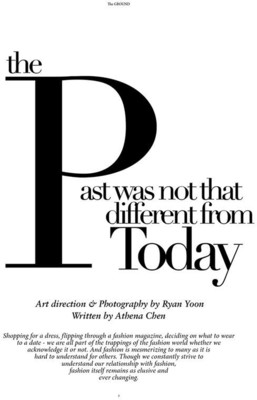 The GROUND
the
Past was not that
different from
Today
Art direction & Photography by Ryan Yoon
Written by Athena Chen
Shopping for a dress, flipping through a fashion magazine, deciding on what to wear
to a date - we are all part of the trappings of the fashion world whether we
acknowledge it or not. And fashion is mesmerizing to many as it is
hard to understand for others. Though we constantly strive to
understand our relationship with fashion,
fashion itself remains as elusive and
ever changing.